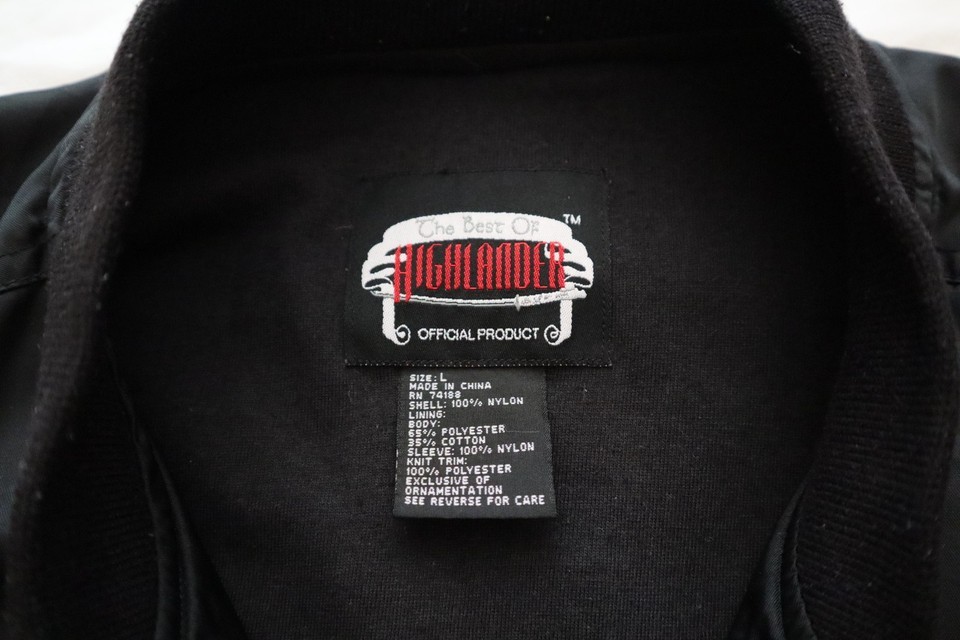 The Best Of
TM
HIGHLANDER
OFFICIAL PRODUCT
SIZE: L
MADE IN CHINA
RN 74188
SHELL: 100% NYLON
LINING:
BODY:
65% POLYESTER
35% COTTON
SLEEVE: 100% NYLON
KNIT TRIM:
100% POLYESTER
EXCLUSIVE OF
ORNAMENTATION
SEE REVERSE FOR CARE